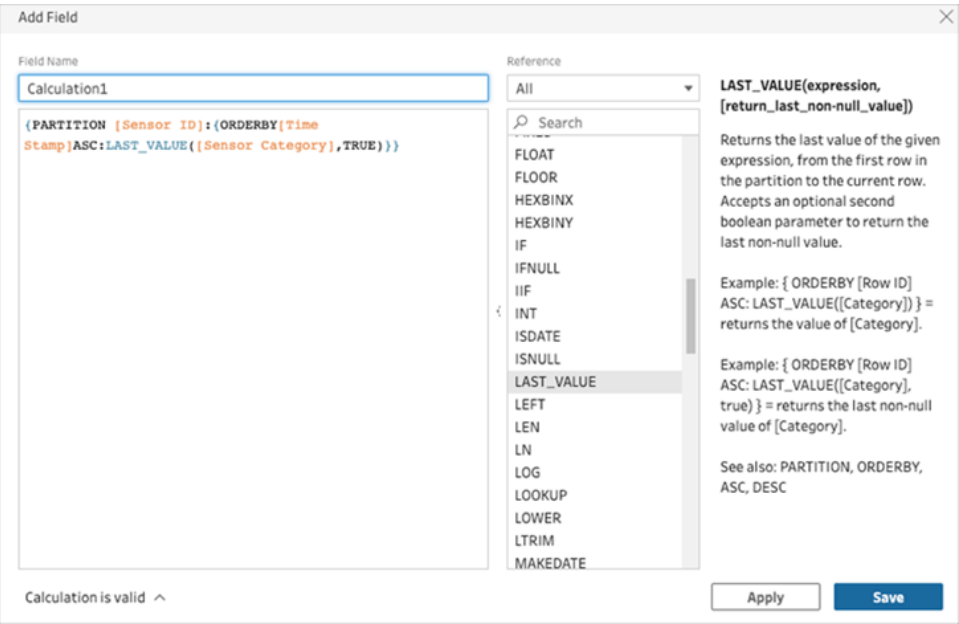 Add Field
Field Name
Calculation1
{PARTITION [Sensor ID]:{ORDERBY[Time
Stamp]ASC:LAST_VALUE([Sensor Category],TRUE)}}
Reference
All
Search
FLOAT
FLOOR
HEXBINX
HEXBINY
IF
IFNULL
IIF
INT
ISDATE
ISNULL
LAST_VALUE
LEFT
LEN
LN
LOG
LOOKUP
LOWER
LTRIM
MAKEDATE
LAST_VALUE(expression,
[return_last_non-null_value])
Returns the last value of the given
expression, from the first row in
the partition to the current row.
Accepts an optional second
boolean parameter to return the
last non-null value.
Example: { ORDERBY [Row ID]
ASC: LAST_VALUE([Category]) } =
returns the value of [Category].
Example: { ORDERBY [Row ID]
ASC: LAST_VALUE([Category],
true) } = returns the last non-null
value of [Category].
See also: PARTITION, ORDERBY,
ASC, DESC
Calculation is valid
Apply
Save